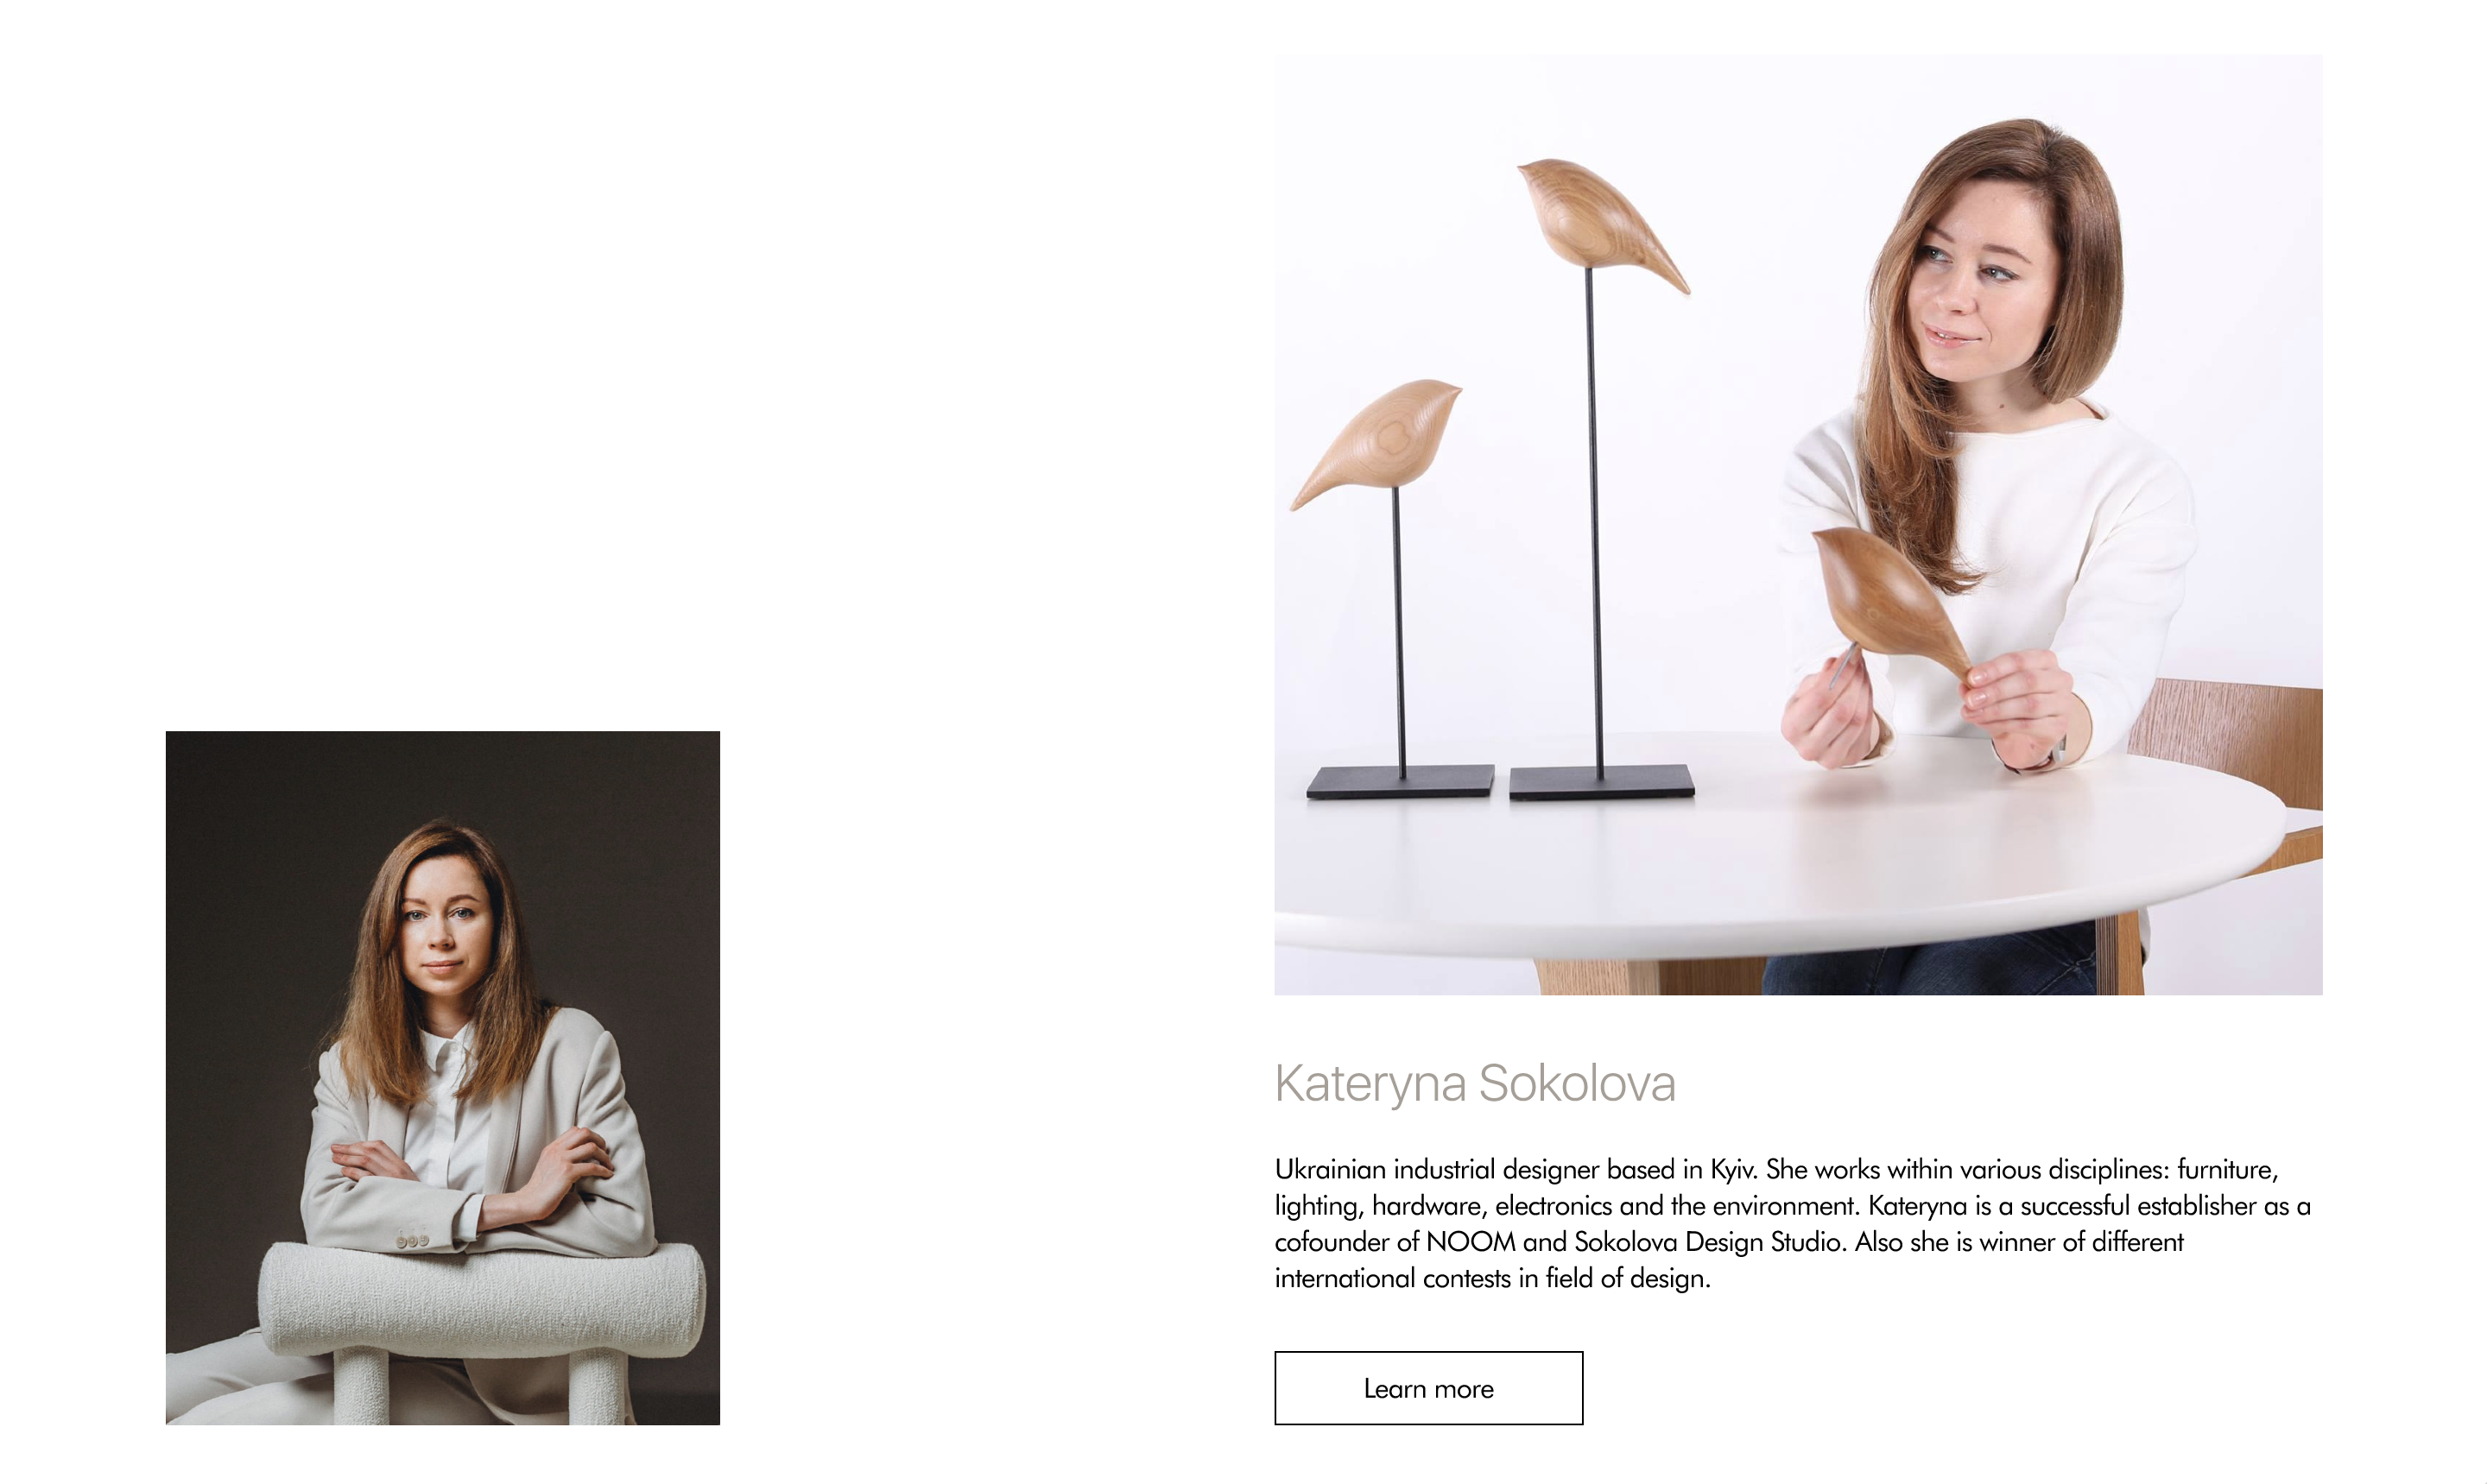 Kateryna Sokolova
Ukrainian industrial designer based in Kyiv. She works within various disciplines: furniture,
lighting, hardware, electronics and the environment. Kateryna is a successful establisher as a
cofounder of NOOM and Sokolova Design Studio. Also she is winner of different
international contests in field of design.
Learn more